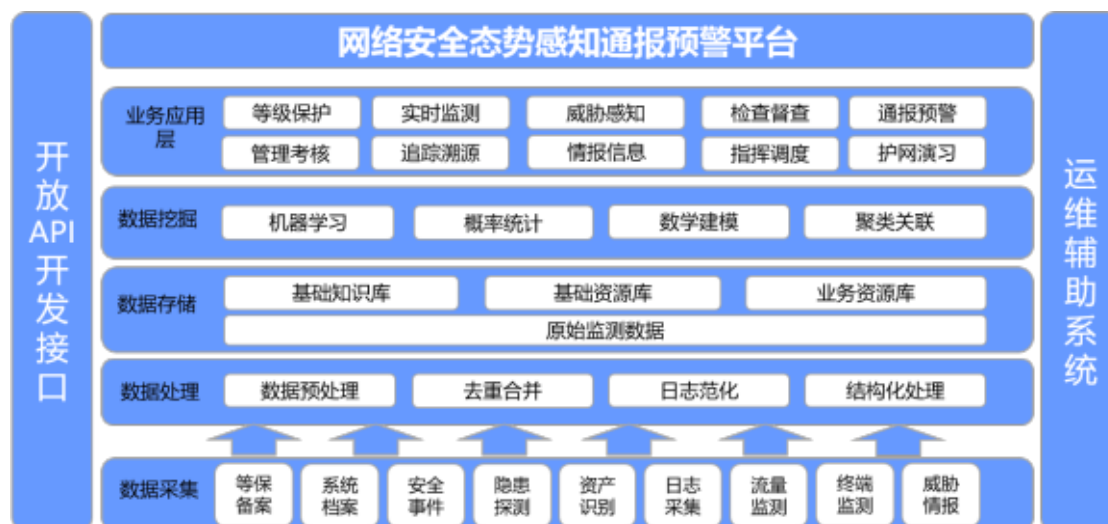 开放API开发接口
网络安全态势感知通报预警平台
业务应用层
等级保护
实时监测
威胁感知
检查督查
通报预警
管理考核
追踪溯源
情报信息
指挥调度
护网演习
数据挖掘
机器学习
概率统计
数学建模
聚类关联
数据存储
基础知识库
基础资源库
业务资源库
原始监测数据
数据处理
数据预处理
去重合并
日志范化
结构化处理
数据采集
等保
备案
系统
档案
安全
事件
隐患
探测
资产
识别
日志
采集
流量
监测
终端
监测
威胁
情报
运维辅助系统